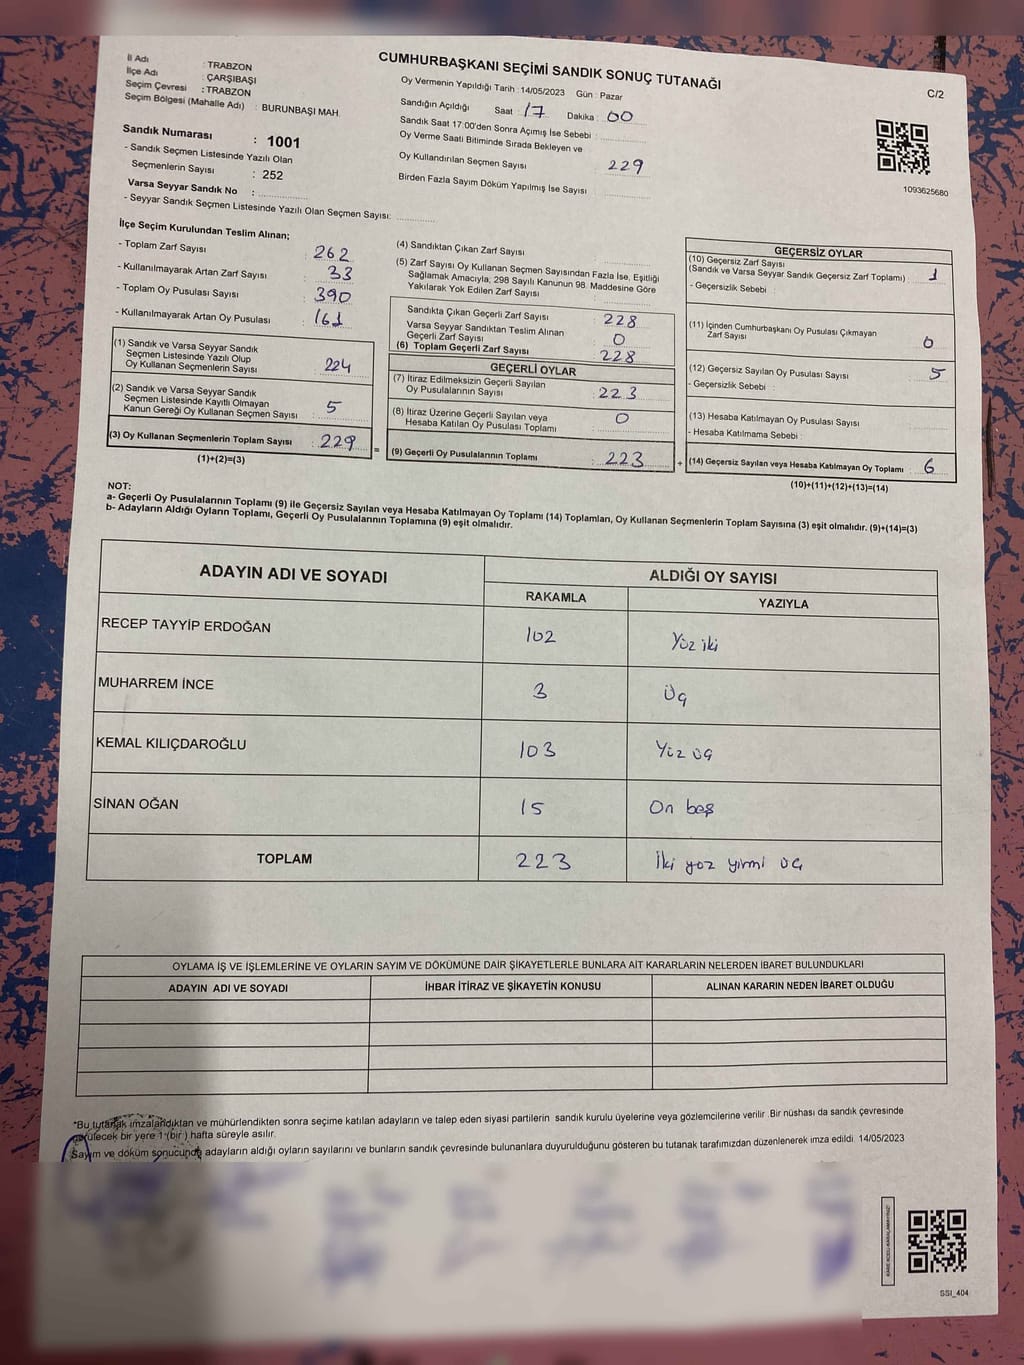 CUMHURBAŞKANI SEÇİMİ SANDIK SONUÇ TUTANAĞI
C/2
İl Adı : TRABZON
İlçe Adı : ÇARŞIBAŞI
Seçim Çevresi : TRABZON
Seçim Bölgesi (Mahalle Adı) : BURUNBAŞI MAH.
Oy Vermenin Yapıldığı Tarih : 14/05/2023 Gün : Pazar
Sandığın Açıldığı Saat : 17 Dakika : 00
Sandık Saat 17:00'den Sonra Açımış İse Sebebi :
Oy Verme Saati Bitiminde Sırada Bekleyen ve
Oy Kullandırılan Seçmen Sayısı : 229
Birden Fazla Sayım Döküm Yapılmış İse Sayısı :
1093625680
Sandık Numarası : 1001
- Sandık Seçmen Listesinde Yazılı Olan
Seçmenlerin Sayısı : 252
Varsa Seyyar Sandık No :
- Seyyar Sandık Seçmen Listesinde Yazılı Olan Seçmen Sayısı:
İlçe Seçim Kurulundan Teslim Alınan;
- Toplam Zarf Sayısı : 262
- Kullanılmayarak Artan Zarf Sayısı : 33
- Toplam Oy Pusulası Sayısı : 390
- Kullanılmayarak Artan Oy Pusulası : 161
(1) Sandık ve Varsa Seyyar Sandık
Seçmen Listesinde Yazılı Olup
Oy Kullanan Seçmenlerin Sayısı : 224
(2) Sandık ve Varsa Seyyar Sandık
Seçmen Listesinde Kayıtlı Olmayan
Kanun Gereği Oy Kullanan Seçmen Sayısı : 5
(3) Oy Kullanan Seçmenlerin Toplam Sayısı : 229
(1)+(2)=(3)
(4) Sandıktan Çıkan Zarf Sayısı :
(5) Zarf Sayısı Oy Kullanan Seçmen Sayısından Fazla İse, Eşitliği
Sağlamak Amacıyla, 298 Sayılı Kanunun 98. Maddesine Göre
Yakılarak Yok Edilen Zarf Sayısı :
Sandıkta Çıkan Geçerli Zarf Sayısı : 228
Varsa Seyyar Sandıktan Teslim Alınan
Geçerli Zarf Sayısı : 0
(6) Toplam Geçerli Zarf Sayısı : 228
GEÇERLİ OYLAR
(7) İtiraz Edilmeksizin Geçerli Sayılan
Oy Pusulalarının Sayısı : 223
(8) İtiraz Üzerine Geçerli Sayılan veya
Hesaba Katılan Oy Pusulası Toplamı : 0
= (9) Geçerli Oy Pusulalarının Toplamı : 223 +
GEÇERSİZ OYLAR
(10) Geçersiz Zarf Sayısı
(Sandık ve Varsa Seyyar Sandık Geçersiz Zarf Toplamı) : 1
- Geçersizlik Sebebi :
(11) İçinden Cumhurbaşkanı Oy Pusulası Çıkmayan
Zarf Sayısı : 0
(12) Geçersiz Sayılan Oy Pusulası Sayısı : 5
- Geçersizlik Sebebi :
(13) Hesaba Katılmayan Oy Pusulası Sayısı :
- Hesaba Katılmama Sebebi :
(14) Geçersiz Sayılan veya Hesaba Katılmayan Oy Toplamı : 6
(10)+(11)+(12)+(13)=(14)
NOT:
a- Geçerli Oy Pusulalarının Toplamı (9) ile Geçersiz Sayılan veya Hesaba Katılmayan Oy Toplamı (14) Toplamları, Oy Kullanan Seçmenlerin Toplam Sayısına (3) eşit olmalıdır. (9)+(14)=(3)
b- Adayların Aldığı Oyların Toplamı, Geçerli Oy Pusulalarının Toplamına (9) eşit olmalıdır.
ADAYIN ADI VE SOYADI ALDIĞI OY SAYISI
RAKAMLA YAZIYLA
RECEP TAYYİP ERDOĞAN 102 Yüz iki
MUHARREM İNCE 3 Üç
KEMAL KILIÇDAROĞLU 103 Yüz üç
SİNAN OĞAN 15 On beş
TOPLAM 223 İki yüz yirmi üç
OYLAMA İŞ VE İŞLEMLERİNE VE OYLARIN SAYIM VE DÖKÜMÜNE DAİR ŞİKAYETLERLE BUNLARA AİT KARARLARIN NELERDEN İBARET BULUNDUKLARI
ADAYIN ADI VE SOYADI İHBAR İTİRAZ VE ŞİKAYETİN KONUSU ALINAN KARARIN NEDEN İBARET OLDUĞU
*Bu tutanak imzalandıktan ve mühürlendikten sonra seçime katılan adayların ve talep eden siyasi partilerin sandık kurulu üyelerine veya gözlemcilerine verilir. Bir nüshası da sandık çevresinde
görülecek bir yere 1 (bir) hafta süreyle asılır.
Sayım ve döküm sonucunda adayların aldığı oyların sayılarını ve bunların sandık çevresinde bulunanlara duyurulduğunu gösteren bu tutanak tarafımızdan düzenlenerek imza edildi. 14/05/2023
SSI_404